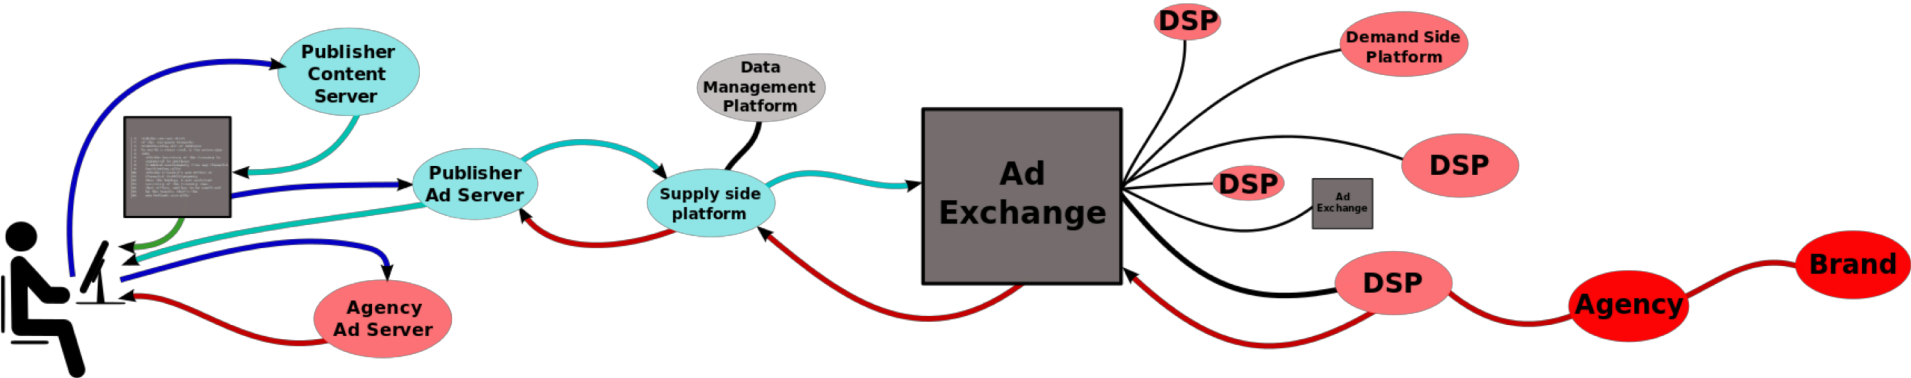 Publisher
Content
Server
Publisher
Ad Server
Agency
Ad Server
Data
Management
Platform
Supply side
platform
Ad
Exchange
DSP
Demand Side
Platform
DSP
DSP
Ad
Exchange
DSP
Agency
Brand